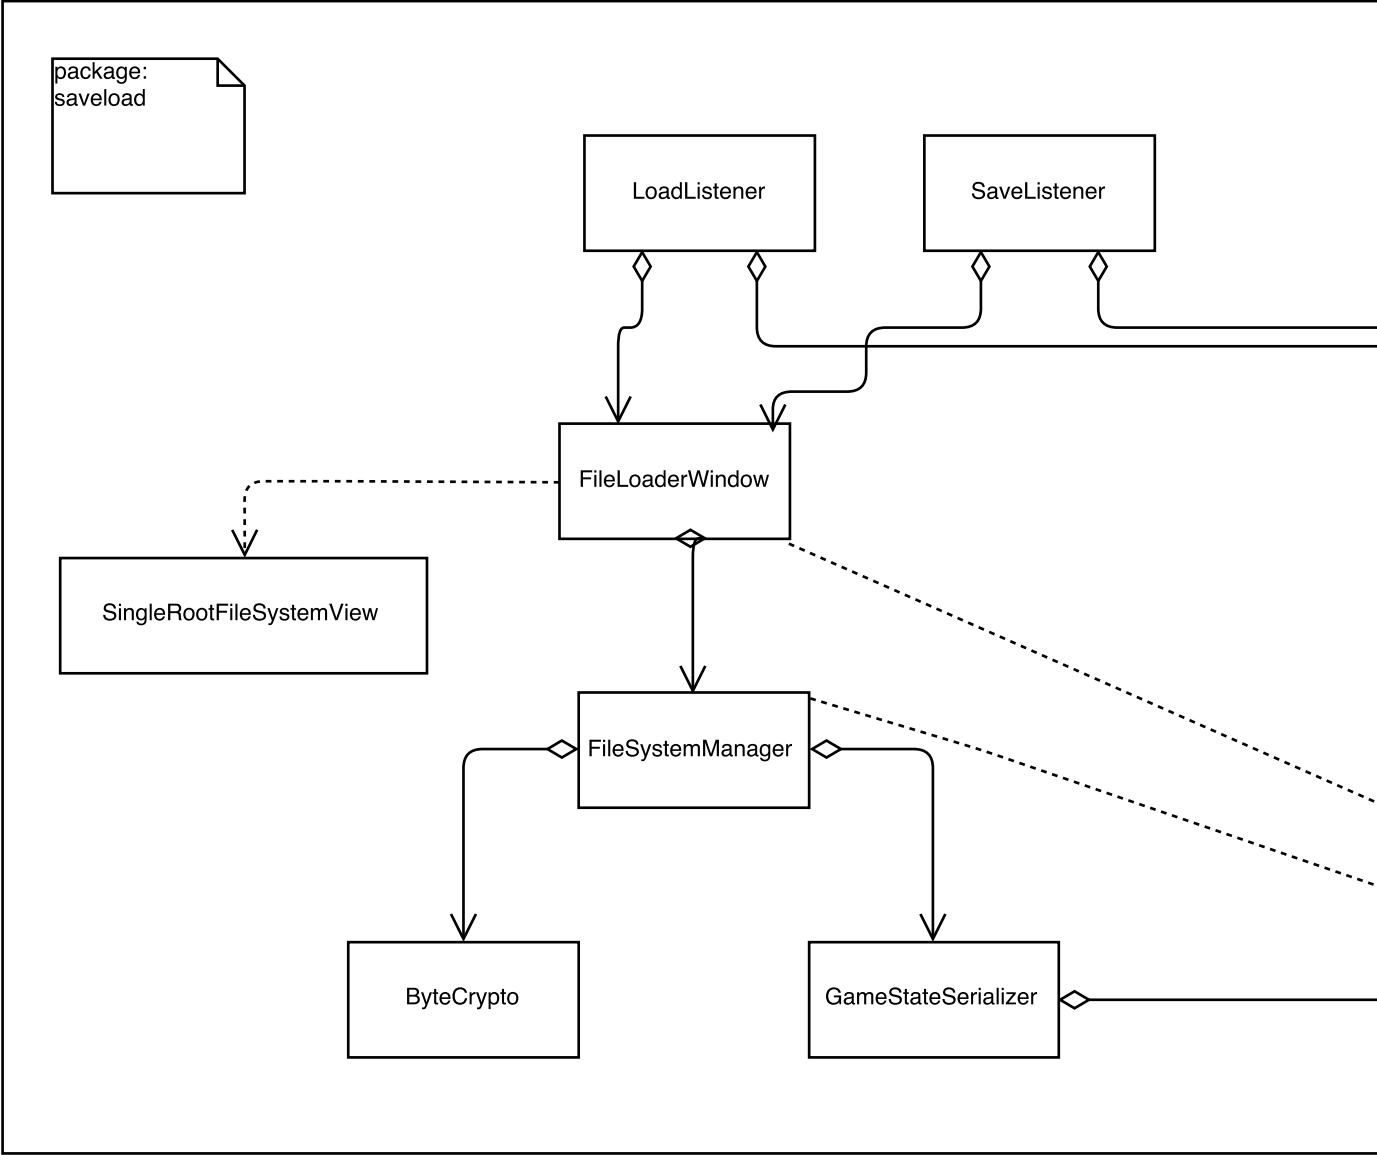 package:
saveload
LoadListener
SaveListener
FileLoaderWindow
SingleRootFileSystemView
FileSystemManager
ByteCrypto
GameStateSerializer